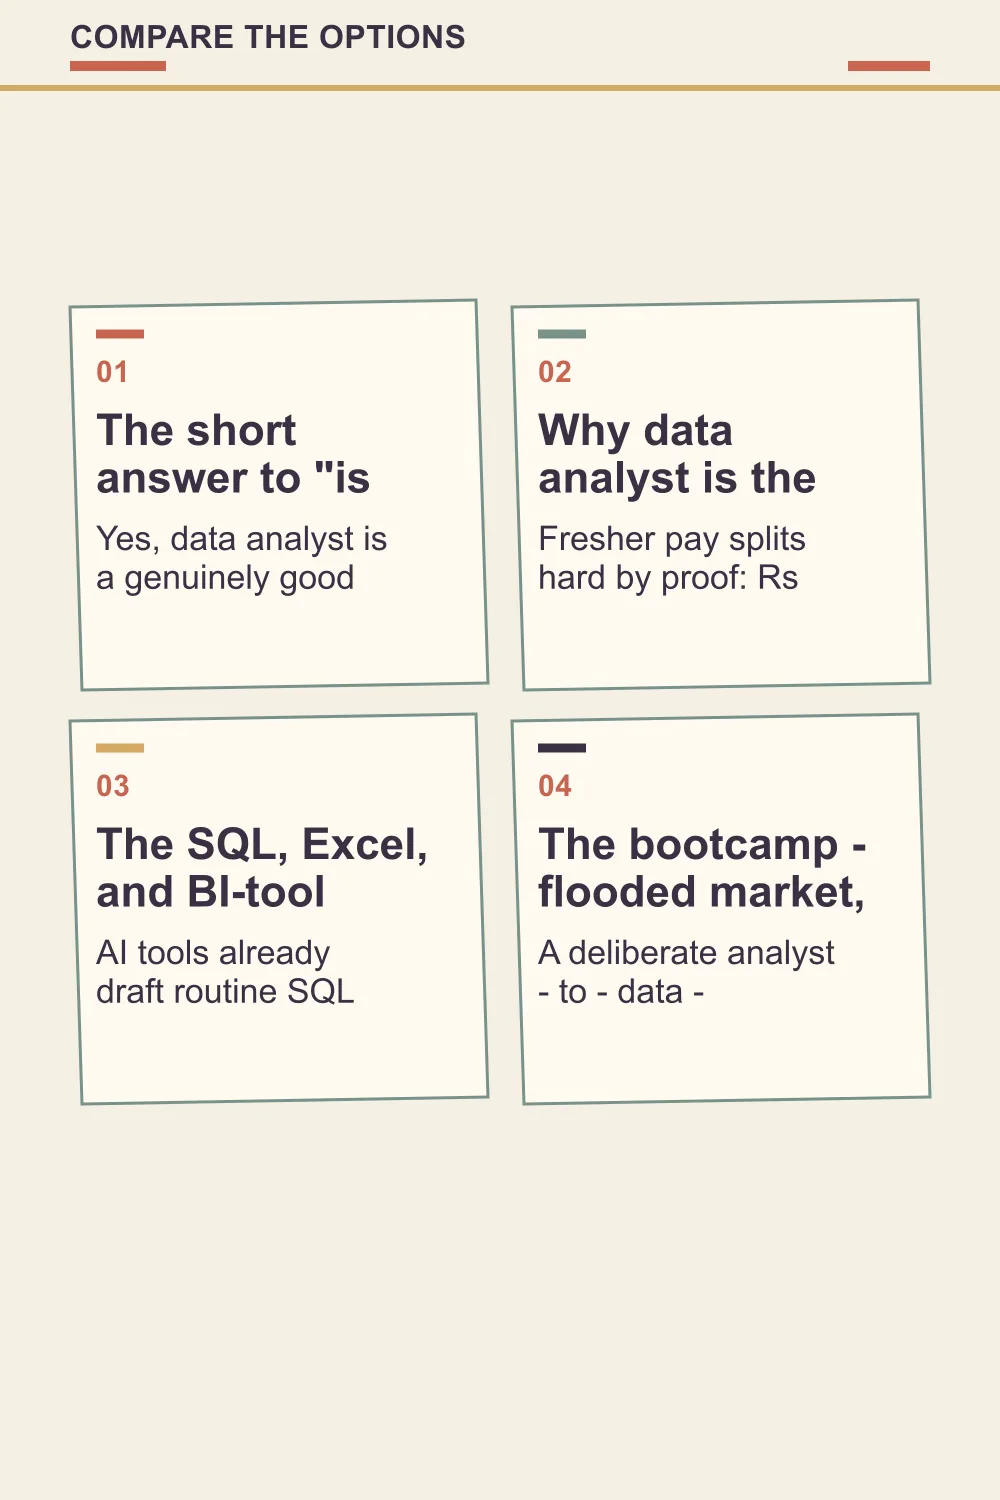 COMPARE THE OPTIONS
01
The short
answer to "is
Yes, data analyst is
a genuinely good
02
Why data
analyst is the
Fresher pay splits
hard by proof: Rs
03
The SQL, Excel,
and BI-tool
AI tools already
draft routine SQL
04
The bootcamp -
flooded market,
A deliberate analyst
- to - data -